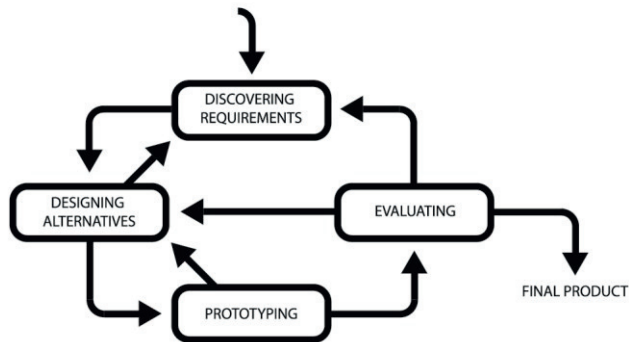 DISCOVERING
REQUIREMENTS
DESIGNING
ALTERNATIVES
EVALUATING
PROTOTYPING
FINAL PRODUCT